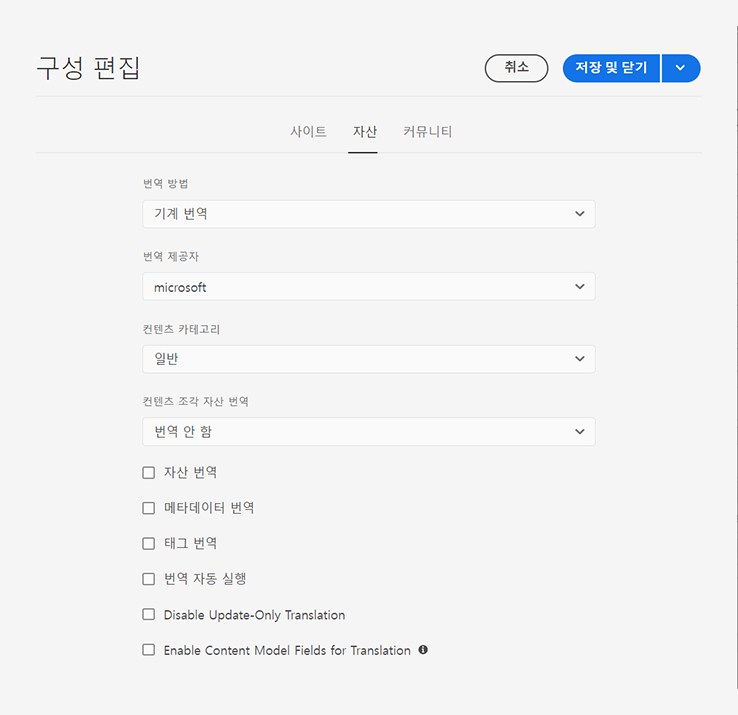 구성 편집
취소
저장 및 닫기
사이트 자산 커뮤니티
번역 방법
기계 번역
번역 제공자
microsoft
컨텐츠 카테고리
일반
컨텐츠 조각 자산 번역
번역 안 함
자산 번역
메타데이터 번역
태그 번역
번역 자동 실행
Disable Update-Only Translation
Enable Content Model Fields for Translation